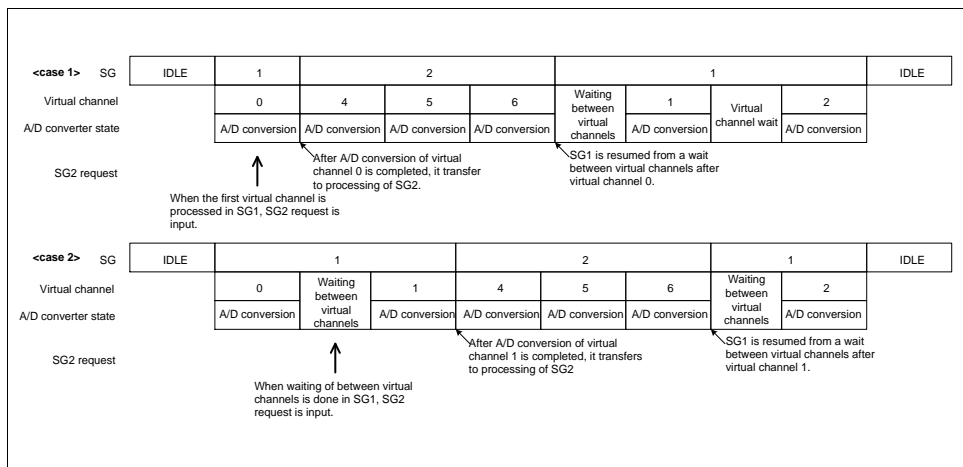 <case 1> SG IDLE 1 2 1 IDLE
Virtual channel 0 4 5 6 Waiting between virtual channels 1 Virtual channel wait 2
A/D converter state A/D conversion A/D conversion A/D conversion A/D conversion A/D conversion A/D conversion
SG2 request
After A/D conversion of virtual
channel 0 is completed, it transfer
to processing of SG2.
SG1 is resumed from a wait
between virtual channels after
virtual channel 0.
When the first virtual channel is
processed in SG1, SG2 request is
input.
<case 2> SG IDLE 1 2 1 IDLE
Virtual channel 0 Waiting between virtual channels 1 4 5 6 Waiting between virtual channels 2
A/D converter state A/D conversion A/D conversion A/D conversion A/D conversion A/D conversion A/D conversion
SG2 request
After A/D conversion of virtual
channel 1 is completed, it transfers
to processing of SG2
SG1 is resumed from a wait
between virtual channels after
virtual channel 1.
When waiting of between virtual
channels is done in SG1, SG2
request is input.